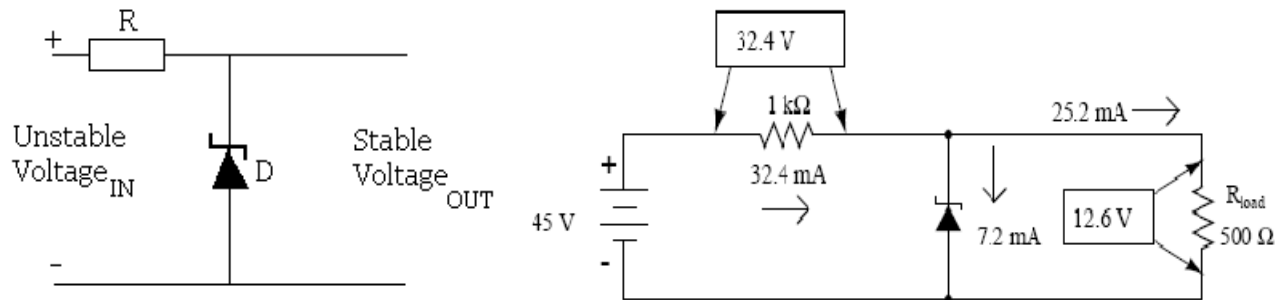 R
+
Unstable
Voltage IN
D
Stable
Voltage OUT
-
32.4 V
1 kΩ
32.4 mA
25.2 mA
+
45 V
-
7.2 mA
12.6 V
Rload
500 Ω